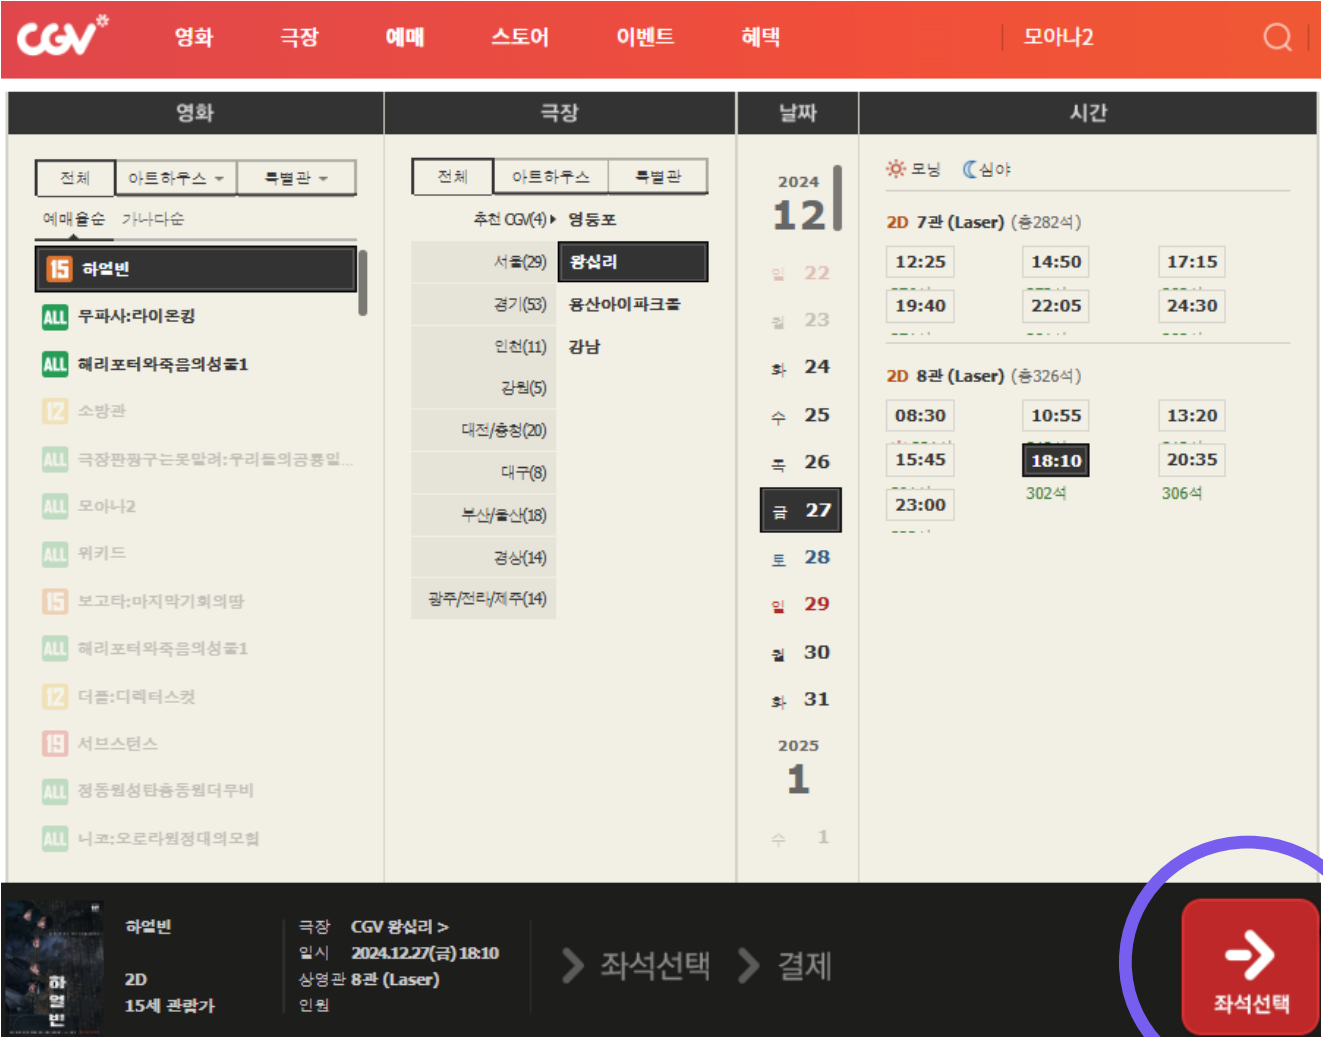 CGV
영화 극장 예매 스토어 이벤트 혜택 모아나2
영화 극장 날짜 시간
전체 아트하우스 특별관
예매율순 가나다순
15 하얼빈
ALL 무파사:라이온킹
ALL 해리포터와죽음의성물1
12 소방관
ALL 극장판짱구는못말려:우리들의공룡일...
ALL 모아나2
ALL 위키드
15 보고타:마지막기회의땅
ALL 해리포터와죽음의성물1
12 더폴:디렉터스컷
19 서브스턴스
ALL 정동원성탄총동원더무비
ALL 니코:오로라원정대의모험
전체 아트하우스 특별관
추천 CGV(4) 영등포
서울(29) 왕십리
경기(53) 용산아이파크몰
인천(11) 강남
강원(5)
대전/충청(20)
대구(8)
부산/울산(18)
경상(14)
광주/전라/제주(14)
2024
12
일 22
월 23
화 24
수 25
목 26
금 27
토 28
일 29
월 30
화 31
2025
1
수 1
모닝 심야
2D 7관 (Laser) (총282석)
12:25 14:50 17:15
19:40 22:05 24:30
2D 8관 (Laser) (총326석)
08:30 10:55 13:20
15:45 18:10 20:35
302석 306석
23:00
하얼빈
하얼빈
2D
15세 관람가
극장 CGV 왕십리 >
일시 2024.12.27(금) 18:10
상영관 8관 (Laser)
인원
좌석선택 결제
좌석선택